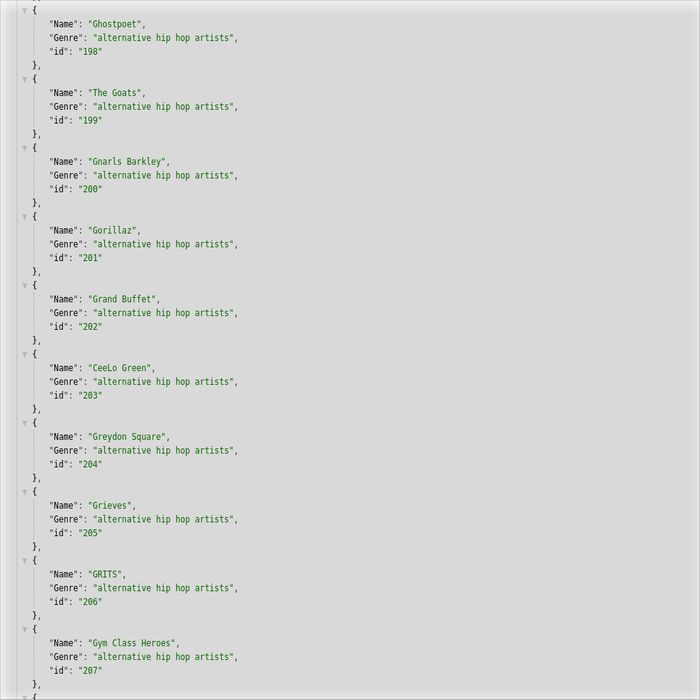 {
"Name": "Ghostpoet",
"Genre": "alternative hip hop artists",
"id": "198"
},
{
"Name": "The Goats",
"Genre": "alternative hip hop artists",
"id": "199"
},
{
"Name": "Gnarls Barkley",
"Genre": "alternative hip hop artists",
"id": "200"
},
{
"Name": "Gorillaz",
"Genre": "alternative hip hop artists",
"id": "201"
},
{
"Name": "Grand Buffet",
"Genre": "alternative hip hop artists",
"id": "202"
},
{
"Name": "CeeLo Green",
"Genre": "alternative hip hop artists",
"id": "203"
},
{
"Name": "Greydon Square",
"Genre": "alternative hip hop artists",
"id": "204"
},
{
"Name": "Grieves",
"Genre": "alternative hip hop artists",
"id": "205"
},
{
"Name": "GRITS",
"Genre": "alternative hip hop artists",
"id": "206"
},
{
"Name": "Gym Class Heroes",
"Genre": "alternative hip hop artists",
"id": "207"
},
{